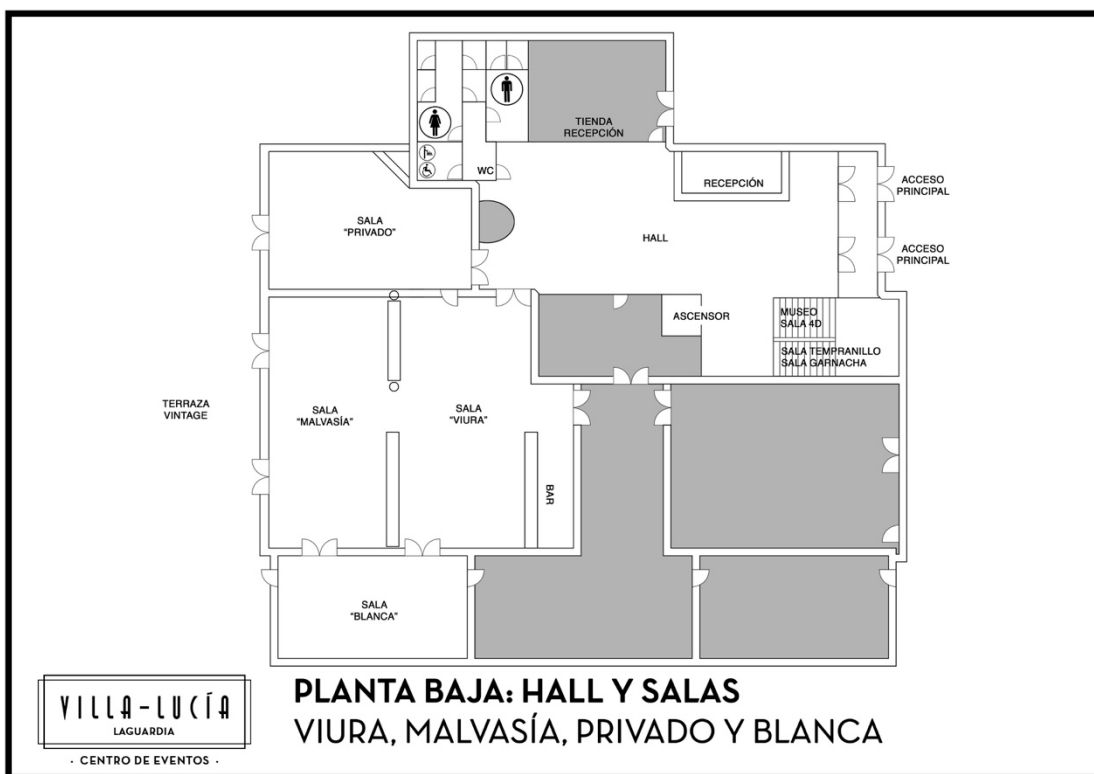 TIENDA
RECEPCIÓN
WC
RECEPCIÓN
ACCESO
PRINCIPAL
SALA
"PRIVADO"
HALL
ACCESO
PRINCIPAL
ASCENSOR
MUSEO
SALA 4D
SALA TEMPRANILLO
SALA GARNACHA
TERRAZA
VINTAGE
SALA
"MALVASÍA"
SALA
"VIURA"
BAR
SALA
"BLANCA"
VILLA-LUCÍA
LAGUARDIA
· CENTRO DE EVENTOS ·
PLANTA BAJA: HALL Y SALAS
VIURA, MALVASÍA, PRIVADO Y BLANCA